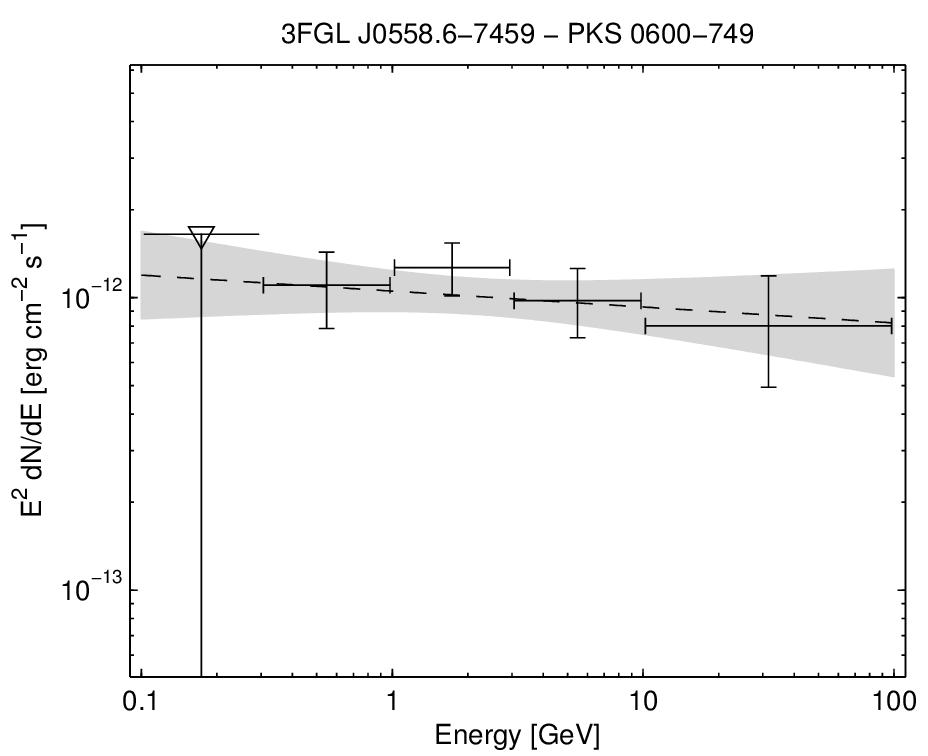 3FGL J0558.6−7459 − PKS 0600−749
E² dN/dE [erg cm⁻² s⁻¹]
10⁻¹²
10⁻¹³
0.1 1 10 100
Energy [GeV]